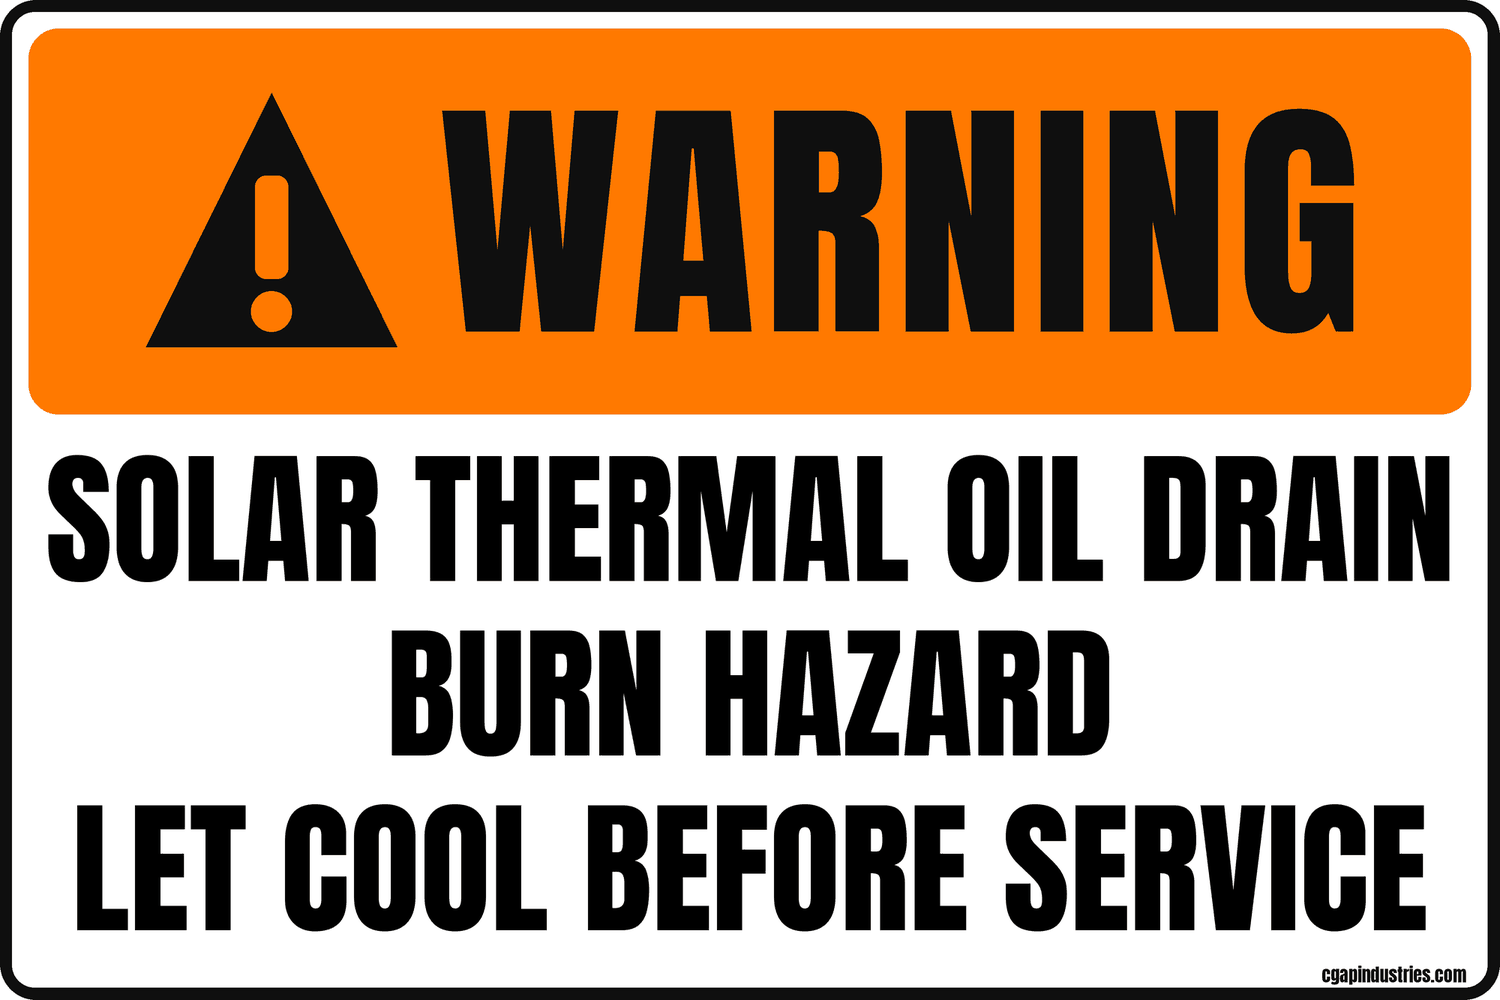 WARNING
SOLAR THERMAL OIL DRAIN
BURN HAZARD
LET COOL BEFORE SERVICE
cgapindustries.com